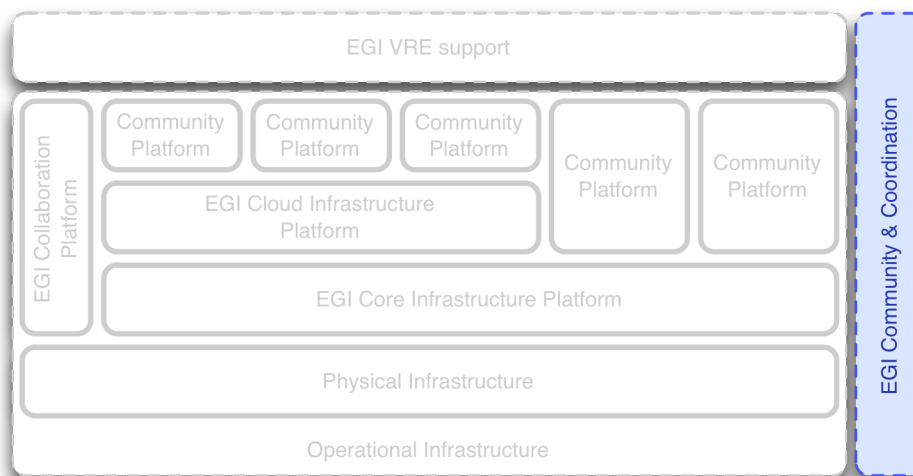 EGI VRE support
EGI Collaboration
Platform
Community
Platform
Community
Platform
Community
Platform
Community
Platform
Community
Platform
EGI Cloud Infrastructure
Platform
EGI Core Infrastructure Platform
Physical Infrastructure
Operational Infrastructure
EGI Community & Coordination